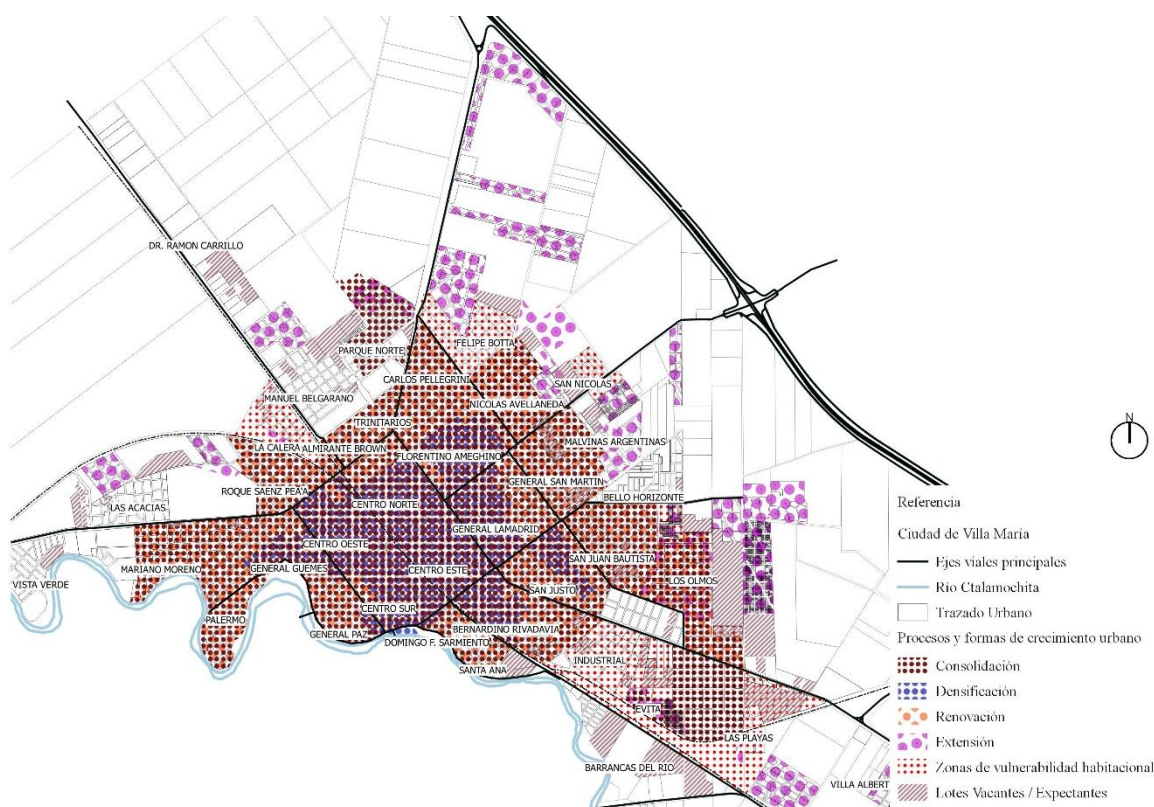 DR. RAMON CARRILLO
PARQUE NORTE
FELIPE BOTTA
CARLOS PELLEGRINI
SAN NICOLAS
MANUEL BELGRANO
NICOLAS AVELLANEDA
TRINITARIOS
MALVINAS ARGENTINAS
LA CALERA
ALMIRANTE BROWN
FLORENTINO AMEGHINO
GENERAL SAN MARTIN
ROQUE SAENZ PEA'A
BELLO HORIZONTE
CENTRO NORTE
LAS ACACIAS
GENERAL LAMADRID
CENTRO OESTE
SAN JUAN BAUTISTA
MARIANO MORENO
GENERAL GUEMES
CENTRO ESTE
VISTA VERDE
LOS OLMOS
SAN JUSTO
CENTRO SUR
PALERMO
BERNARDINO RIVADAVIA
GENERAL PAZ
DOMINGO F. SARMIENTO
INDUSTRIAL
SANTA ANA
EVITA
LAS PLAYAS
BARRANCAS DEL RIO
VILLA ALBERT
N
Referencia
Ciudad de Villa María
Ejes viales principales
Río Ctalamochita
Trazado Urbano
Procesos y formas de crecimiento urbano
Consolidación
Densificación
Renovación
Extensión
Zonas de vulnerabilidad habitacional
Lotes Vacantes / Expectantes